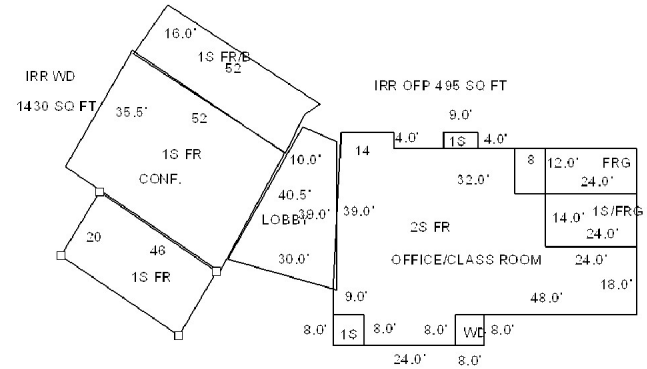 16.0'
1S FR/B
52
IRR WD
1430 SQ FT
IRR OFP 495 SQ FT
35.5'
52
9.0'
14
4.0'
1S
4.0'
1S FR
CONF.
10.0'
8
12.0'
FRG
32.0'
24.0'
40.5'
39.0'
39.0'
LOBBY
14.0'
1S/FRG
24.0'
2S FR
20
46
30.0'
OFFICE/CLASS ROOM
24.0'
1S FR
18.0'
9.0'
48.0'
8.0'
1S
8.0'
8.0'
WD
8.0'
24.0'
8.0'